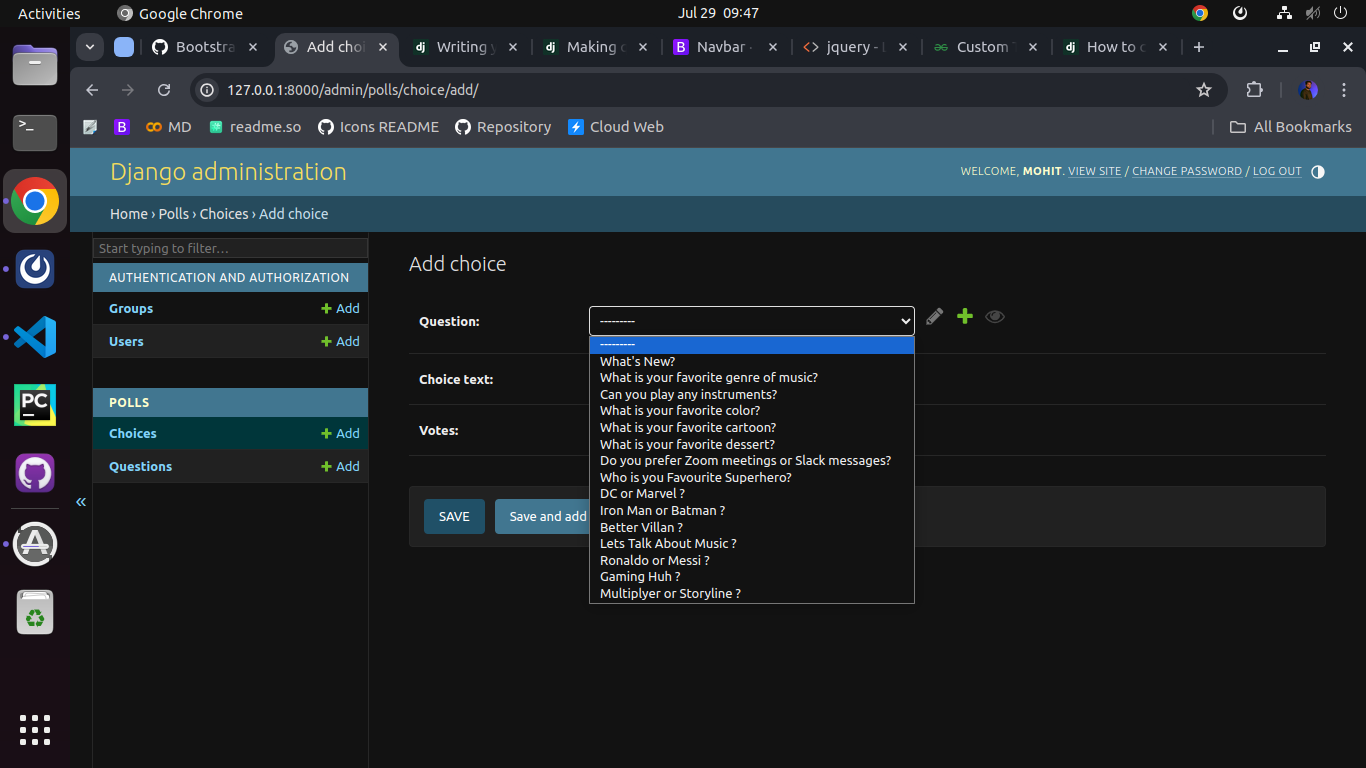 Activities
Google Chrome
Jul 29 09:47
Bootstra
Add choi
Writing y
Making
Navbar -
jquery -
Custom
How to
127.0.0.1:8000/admin/polls/choice/add/
MD
readme.so
Icons README
Repository
Cloud Web
All Bookmarks
Django administration
WELCOME, MOHIT. VIEW SITE / CHANGE PASSWORD / LOG OUT
Home › Polls › Choices › Add choice
Start typing to filter…
AUTHENTICATION AND AUTHORIZATION
Groups
Add
Users
Add
POLLS
Choices
Add
Questions
Add
«
Add choice
Question:
---------
---------
What's New?
What is your favorite genre of music?
Can you play any instruments?
What is your favorite color?
What is your favorite cartoon?
What is your favorite dessert?
Do you prefer Zoom meetings or Slack messages?
Who is you Favourite Superhero?
DC or Marvel ?
Iron Man or Batman ?
Better Villan ?
Lets Talk About Music ?
Ronaldo or Messi ?
Gaming Huh ?
Multiplyer or Storyline ?
Choice text:
Votes:
SAVE
Save and add
PC